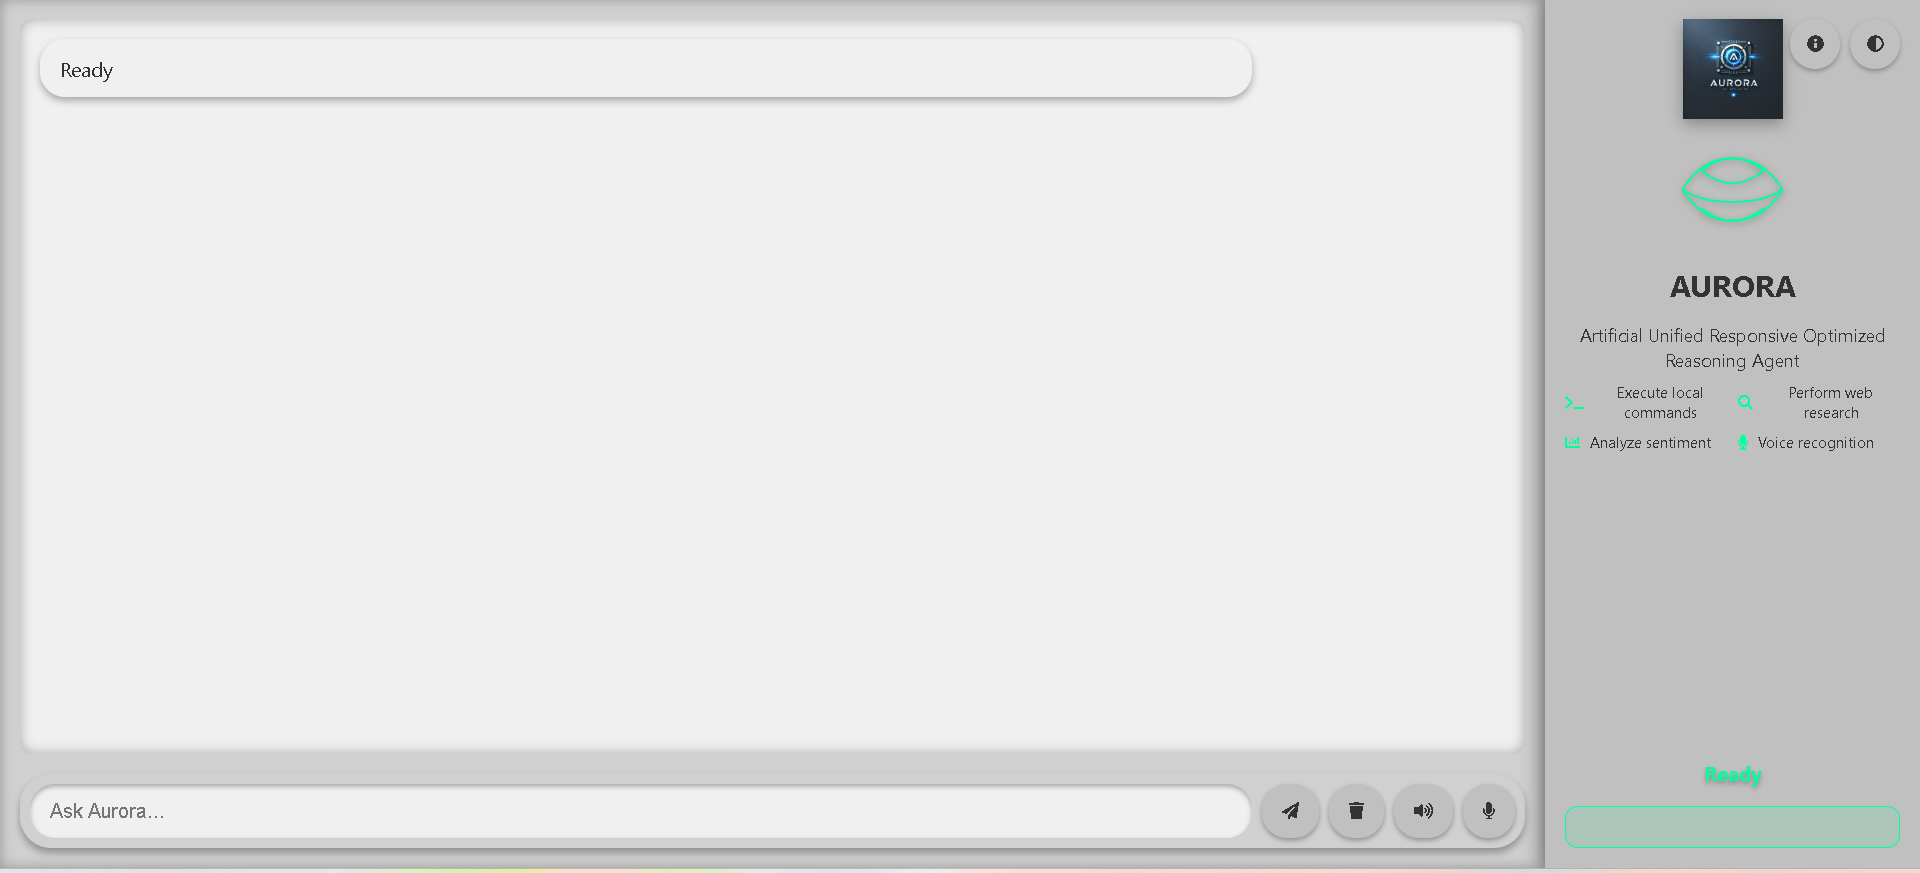 Ready
AURORA
AURORA
Artificial Unified Responsive Optimized
Reasoning Agent
Execute local
commands
Perform web
research
Analyze sentiment
Voice recognition
Ready
Ask Aurora...